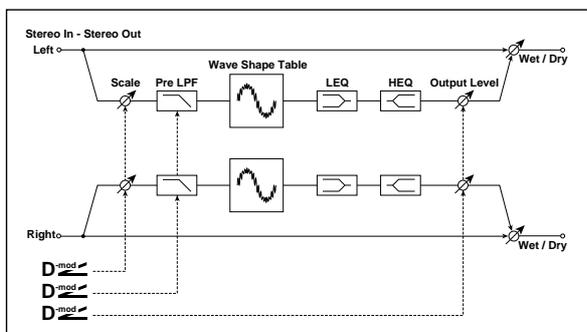 Stereo In - Stereo Out
Left
Wet / Dry
Wave Shape Table
Scale
Pre LPF
LEQ
HEQ
Output Level
Right
Wet / Dry
D-mod
D-mod
D-mod